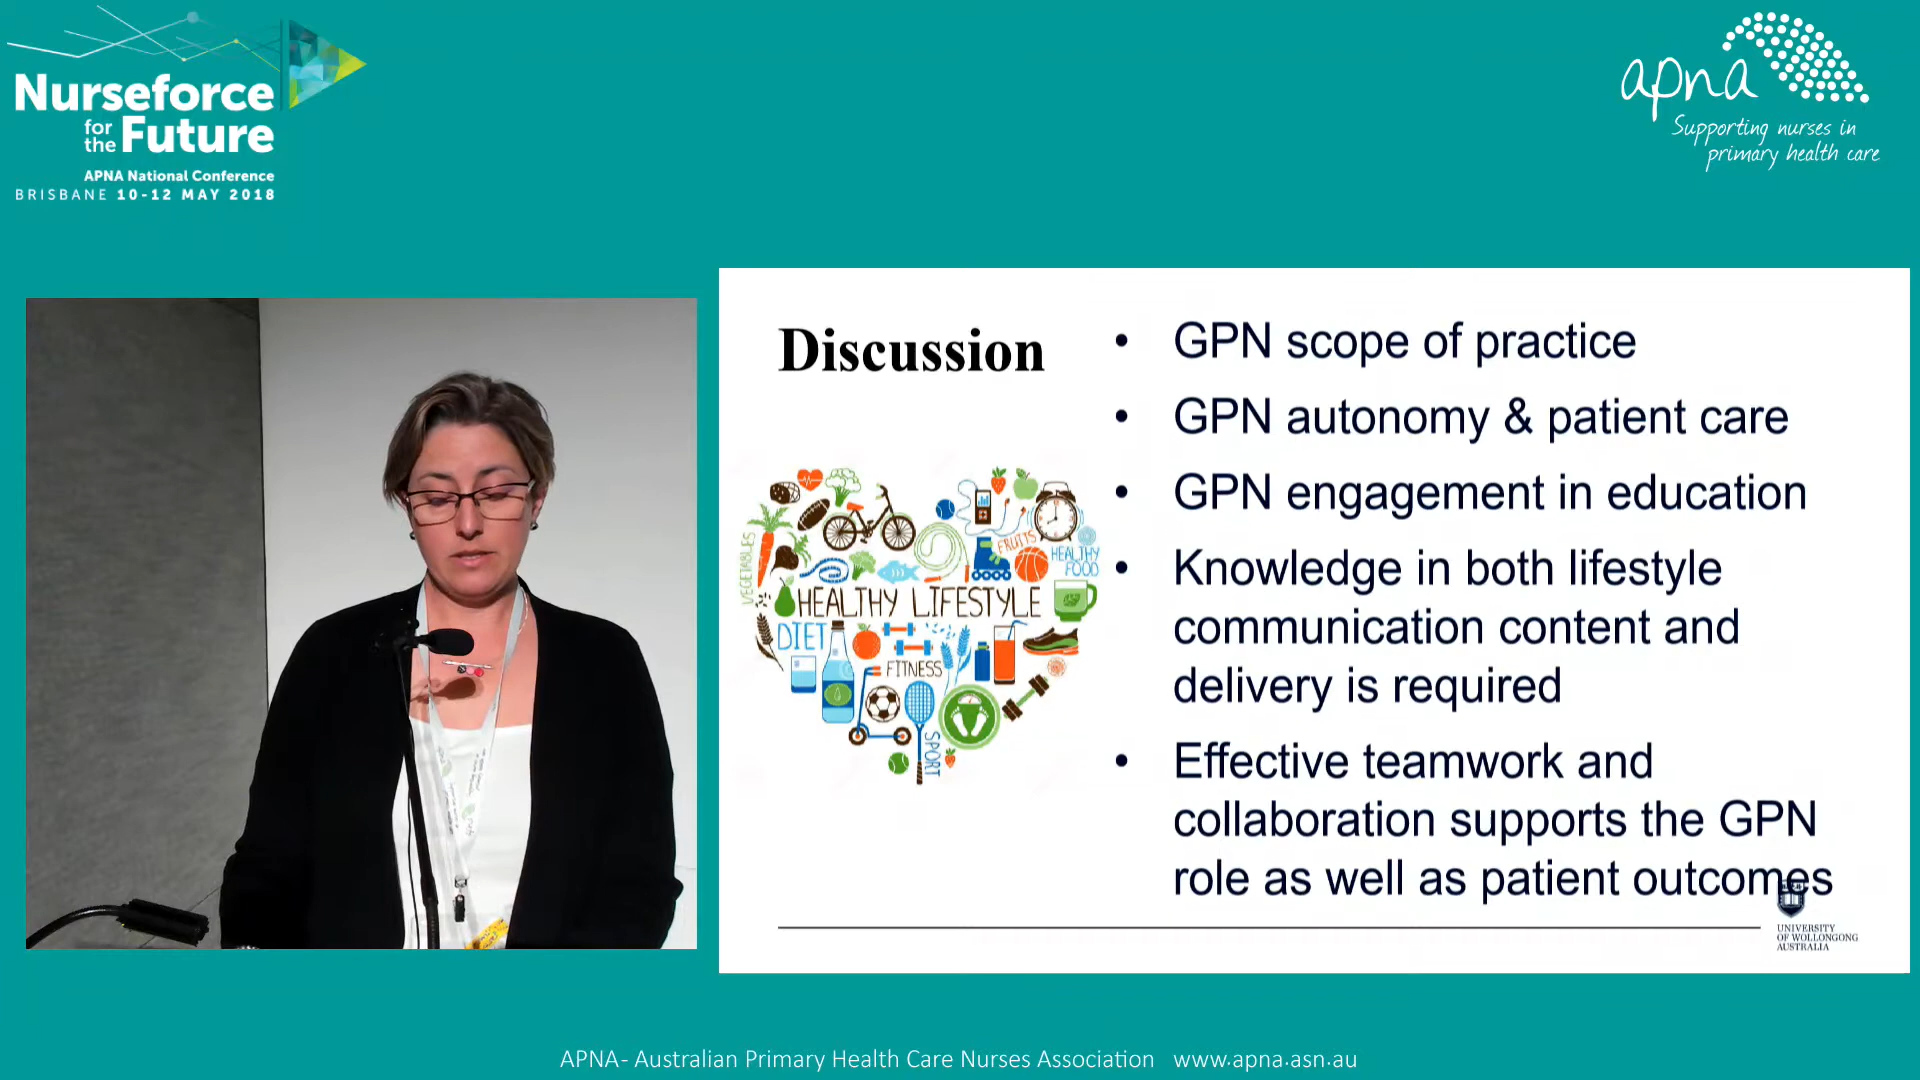 Nurseforce
for the Future
APNA National Conference
BRISBANE 10-12 MAY 2018
apna
Supporting nurses in
primary health care
Discussion
• GPN scope of practice
• GPN autonomy & patient care
• GPN engagement in education
• Knowledge in both lifestyle
communication content and
delivery is required
• Effective teamwork and
collaboration supports the GPN
role as well as patient outcomes
VEGETABLES
FRUITS
HEALTHY
FOOD
HEALTHY LIFESTYLE
DIET
FITNESS
SPORT
UNIVERSITY
OF WOLLONGONG
AUSTRALIA
APNA- Australian Primary Health Care Nurses Association www.apna.asn.au